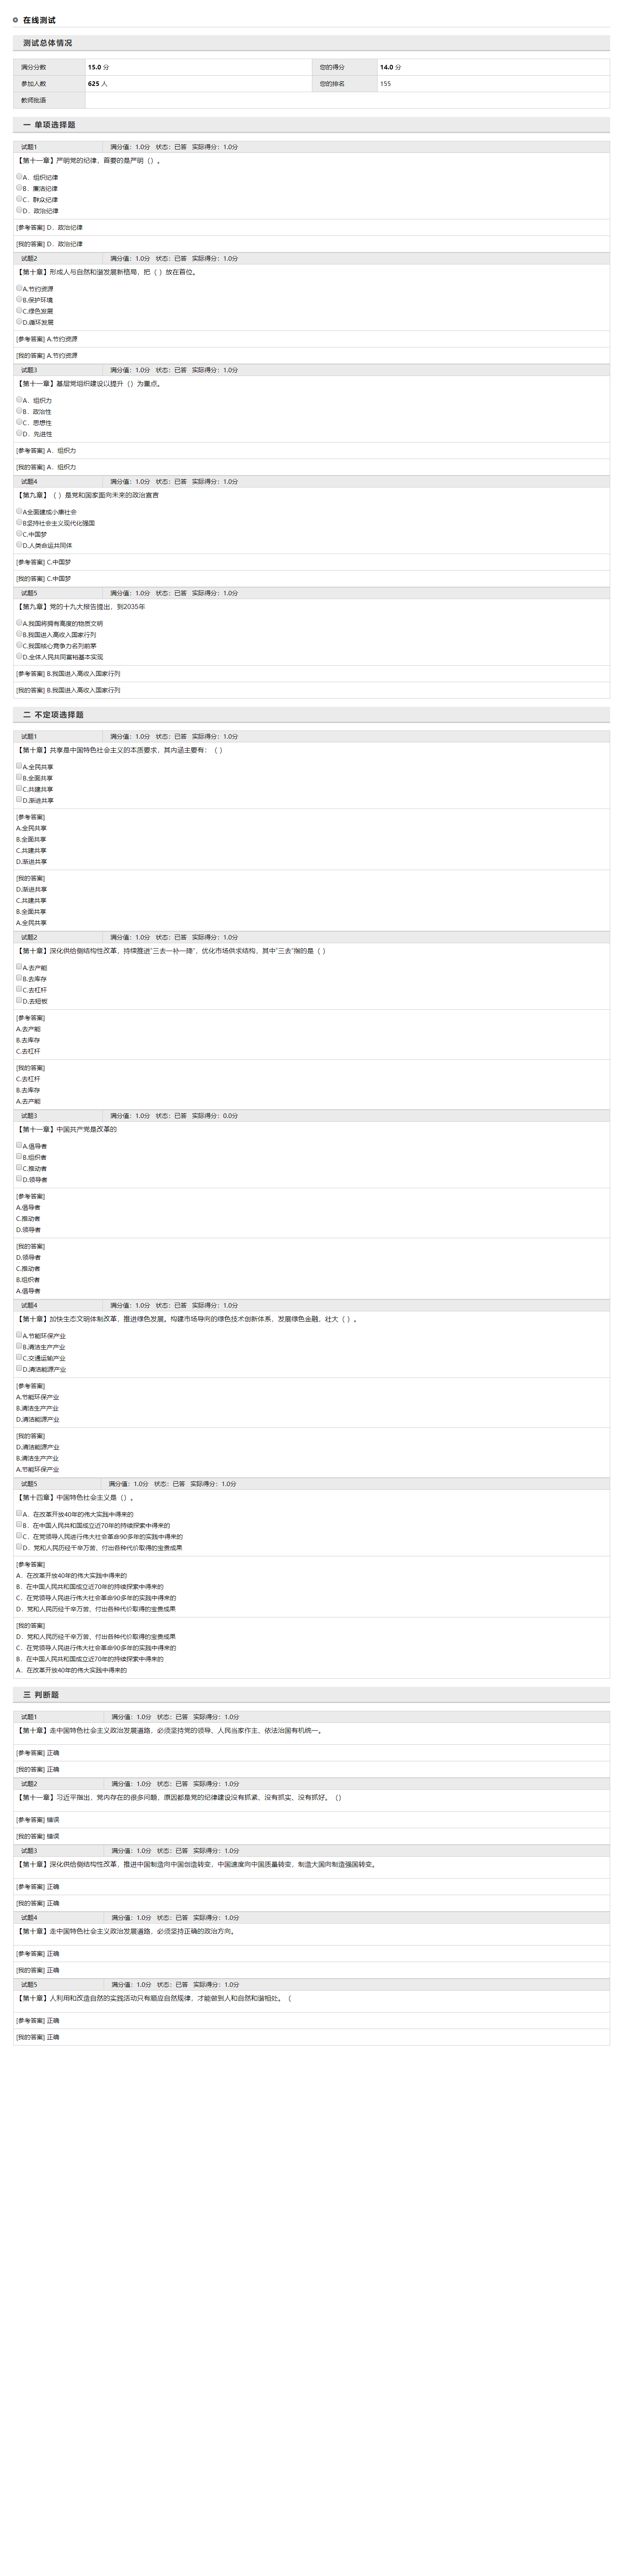 在线测试
测试总体情况
满分分数 15.0 分 您的得分 14.0 分
参加人数 625 人 您的排名 155
教师批语
一 单项选择题
试题1 满分值：1.0分 状态：已答 实际得分：1.0分
【第十一章】严明党的纪律，首要的是严明（）。
A．组织纪律
B．廉洁纪律
C．群众纪律
D．政治纪律
[参考答案] D．政治纪律
[我的答案] D．政治纪律
试题2 满分值：1.0分 状态：已答 实际得分：1.0分
【第十章】形成人与自然和谐发展新格局，把（ ）放在首位。
A.节约资源
B.保护环境
C.绿色发展
D.循环发展
[参考答案] A.节约资源
[我的答案] A.节约资源
试题3 满分值：1.0分 状态：已答 实际得分：1.0分
【第十一章】基层党组织建设以提升（）为重点。
A．组织力
B．政治性
C．思想性
D．先进性
[参考答案] A．组织力
[我的答案] A．组织力
试题4 满分值：1.0分 状态：已答 实际得分：1.0分
【第九章】（ ）是党和国家面向未来的政治宣言
A全面建成小康社会
B坚持社会主义现代化强国
C.中国梦
D.人类命运共同体
[参考答案] C.中国梦
[我的答案] C.中国梦
试题5 满分值：1.0分 状态：已答 实际得分：1.0分
【第九章】党的十九大报告提出，到2035年
A.我国将拥有高度的物质文明
B.我国进入高收入国家行列
C.我国核心竞争力名列前茅
D.全体人民共同富裕基本实现
[参考答案] B.我国进入高收入国家行列
[我的答案] B.我国进入高收入国家行列
二 不定项选择题
试题1 满分值：1.0分 状态：已答 实际得分：1.0分
【第十章】共享是中国特色社会主义的本质要求，其内涵主要有：（ ）
A.全民共享
B.全面共享
C.共建共享
D.渐进共享
[参考答案]
A.全民共享
B.全面共享
C.共建共享
D.渐进共享
[我的答案]
D.渐进共享
C.共建共享
B.全面共享
A.全民共享
试题2 满分值：1.0分 状态：已答 实际得分：1.0分
【第十章】深化供给侧结构性改革，持续推进“三去一补一降”，优化市场供求结构，其中“三去”指的是（ ）
A.去产能
B.去库存
C.去杠杆
D.去短板
[参考答案]
A.去产能
B.去库存
C.去杠杆
[我的答案]
C.去杠杆
B.去库存
A.去产能
试题3 满分值：1.0分 状态：已答 实际得分：0.0分
【第十一章】中国共产党是改革的
A.倡导者
B.组织者
C.推动者
D.领导者
[参考答案]
A.倡导者
C.推动者
D.领导者
[我的答案]
D.领导者
C.推动者
B.组织者
A.倡导者
试题4 满分值：1.0分 状态：已答 实际得分：1.0分
【第十章】加快生态文明体制改革，推进绿色发展。构建市场导向的绿色技术创新体系，发展绿色金融，壮大（ ）。
A.节能环保产业
B.清洁生产产业
C.交通运输产业
D.清洁能源产业
[参考答案]
A.节能环保产业
B.清洁生产产业
D.清洁能源产业
[我的答案]
D.清洁能源产业
B.清洁生产产业
A.节能环保产业
试题5 满分值：1.0分 状态：已答 实际得分：1.0分
【第十四章】中国特色社会主义是（）。
A．在改革开放40年的伟大实践中得来的
B．在中国人民共和国成立近70年的持续探索中得来的
C．在党领导人民进行伟大社会革命90多年的实践中得来的
D．党和人民历经千辛万苦、付出各种代价取得的宝贵成果
[参考答案]
A．在改革开放40年的伟大实践中得来的
B．在中国人民共和国成立近70年的持续探索中得来的
C．在党领导人民进行伟大社会革命90多年的实践中得来的
D．党和人民历经千辛万苦、付出各种代价取得的宝贵成果
[我的答案]
D．党和人民历经千辛万苦、付出各种代价取得的宝贵成果
C．在党领导人民进行伟大社会革命90多年的实践中得来的
B．在中国人民共和国成立近70年的持续探索中得来的
A．在改革开放40年的伟大实践中得来的
三 判断题
试题1 满分值：1.0分 状态：已答 实际得分：1.0分
【第十章】走中国特色社会主义政治发展道路，必须坚持党的领导、人民当家作主、依法治国有机统一。
[参考答案] 正确
[我的答案] 正确
试题2 满分值：1.0分 状态：已答 实际得分：1.0分
【第十一章】习近平指出，党内存在的很多问题，原因都是党的纪律建设没有抓紧、没有抓实、没有抓好。（）
[参考答案] 错误
[我的答案] 错误
试题3 满分值：1.0分 状态：已答 实际得分：1.0分
【第十章】深化供给侧结构性改革，推进中国制造向中国创造转变，中国速度向中国质量转变，制造大国向制造强国转变。
[参考答案] 正确
[我的答案] 正确
试题4 满分值：1.0分 状态：已答 实际得分：1.0分
【第十章】走中国特色社会主义政治发展道路，必须坚持正确的政治方向。
[参考答案] 正确
[我的答案] 正确
试题5 满分值：1.0分 状态：已答 实际得分：1.0分
【第十章】人利用和改造自然的实践活动只有顺应自然规律，才能做到人和自然和谐相处。（
[参考答案] 正确
[我的答案] 正确